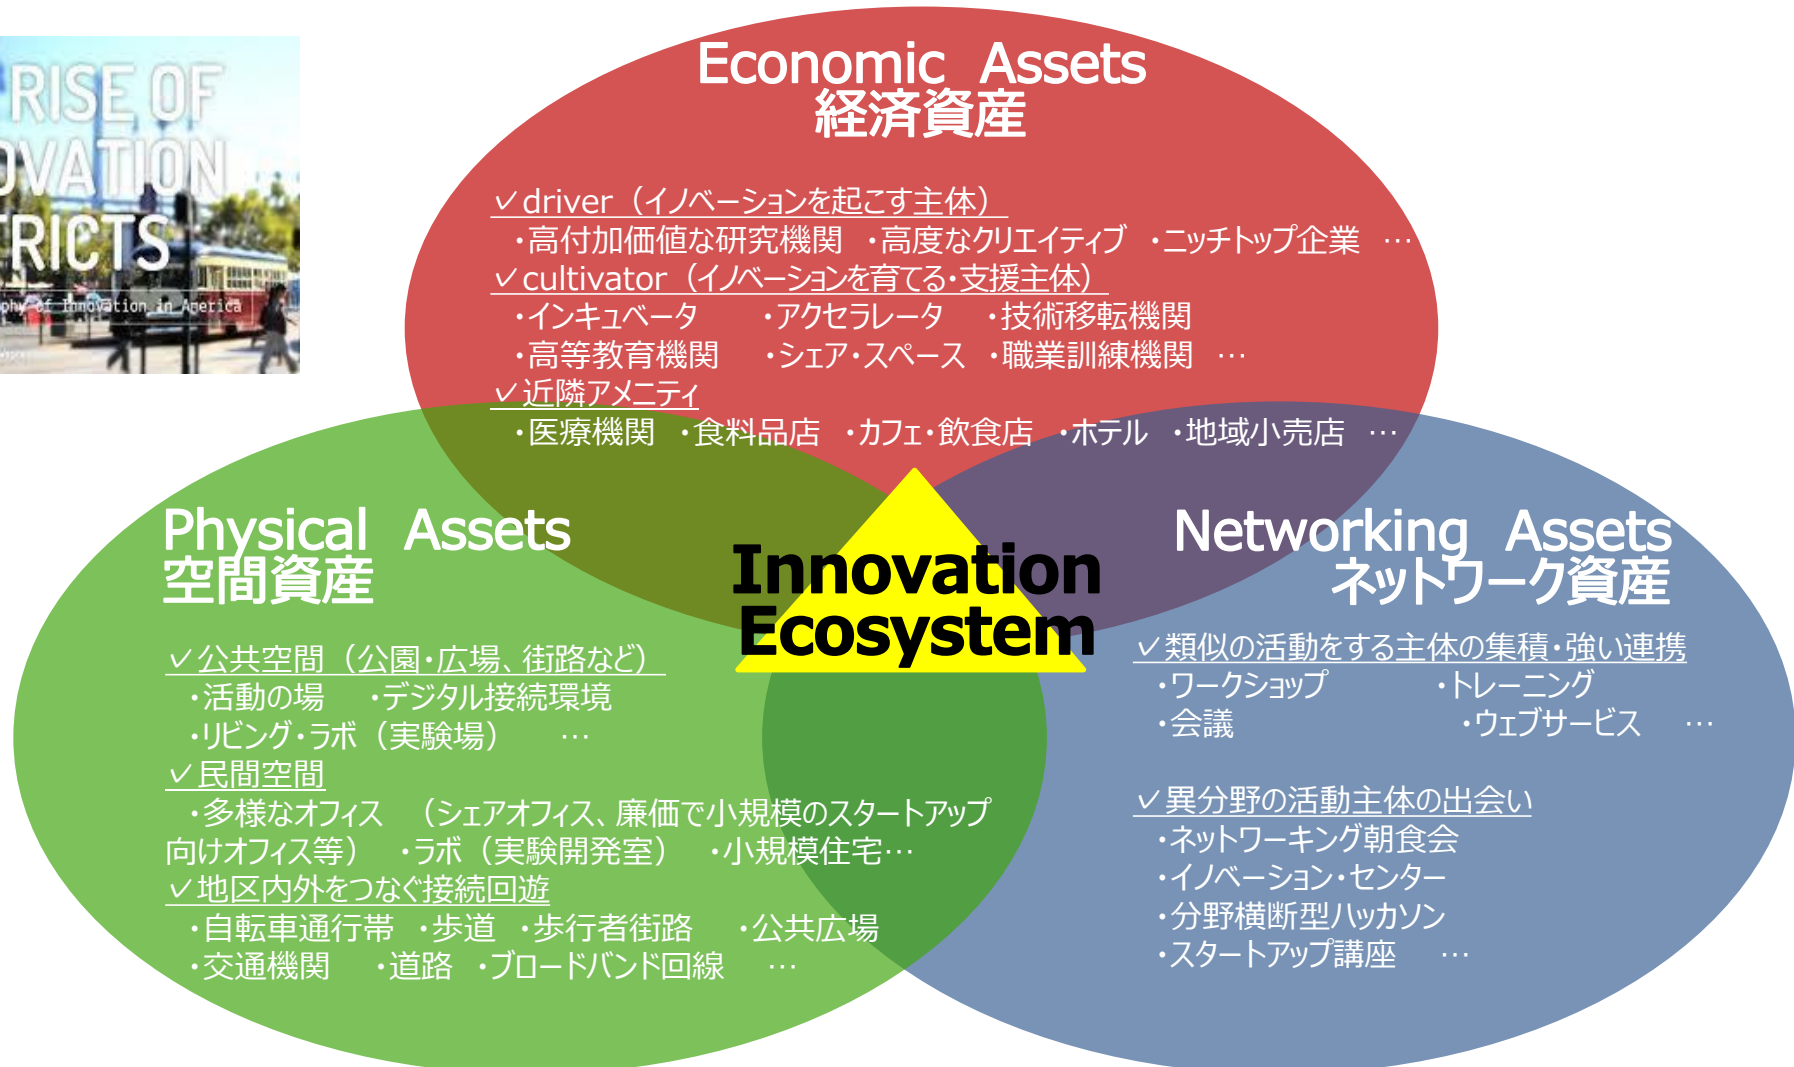 RISE OF
OVATION
TRICTS
phy of Innovation in America
Economic Assets
経済資産
✓driver（イノベーションを起こす主体）
・高付加価値な研究機関 ・高度なクリエイティブ ・ニッチトップ企業 …
✓cultivator（イノベーションを育てる・支援主体）
・インキュベータ ・アクセラレータ ・技術移転機関
・高等教育機関 ・シェア・スペース ・職業訓練機関 …
✓近隣アメニティ
・医療機関 ・食料品店 ・カフェ・飲食店 ・ホテル ・地域小売店 …
Physical Assets
空間資産
✓公共空間（公園・広場、街路など）
・活動の場 ・デジタル接続環境
・リビング・ラボ（実験場） …
✓民間空間
・多様なオフィス （シェアオフィス、廉価で小規模のスタートアップ
向けオフィス等） ・ラボ（実験開発室） ・小規模住宅…
✓地区内外をつなぐ接続回遊
・自転車通行帯 ・歩道 ・歩行者街路 ・公共広場
・交通機関 ・道路 ・ブロードバンド回線 …
Innovation
Ecosystem
Networking Assets
ネットワーク資産
✓類似の活動をする主体の集積・強い連携
・ワークショップ ・トレーニング
・会議 ・ウェブサービス …
✓異分野の活動主体の出会い
・ネットワーキング朝食会
・イノベーション・センター
・分野横断型ハッカソン
・スタートアップ講座 …